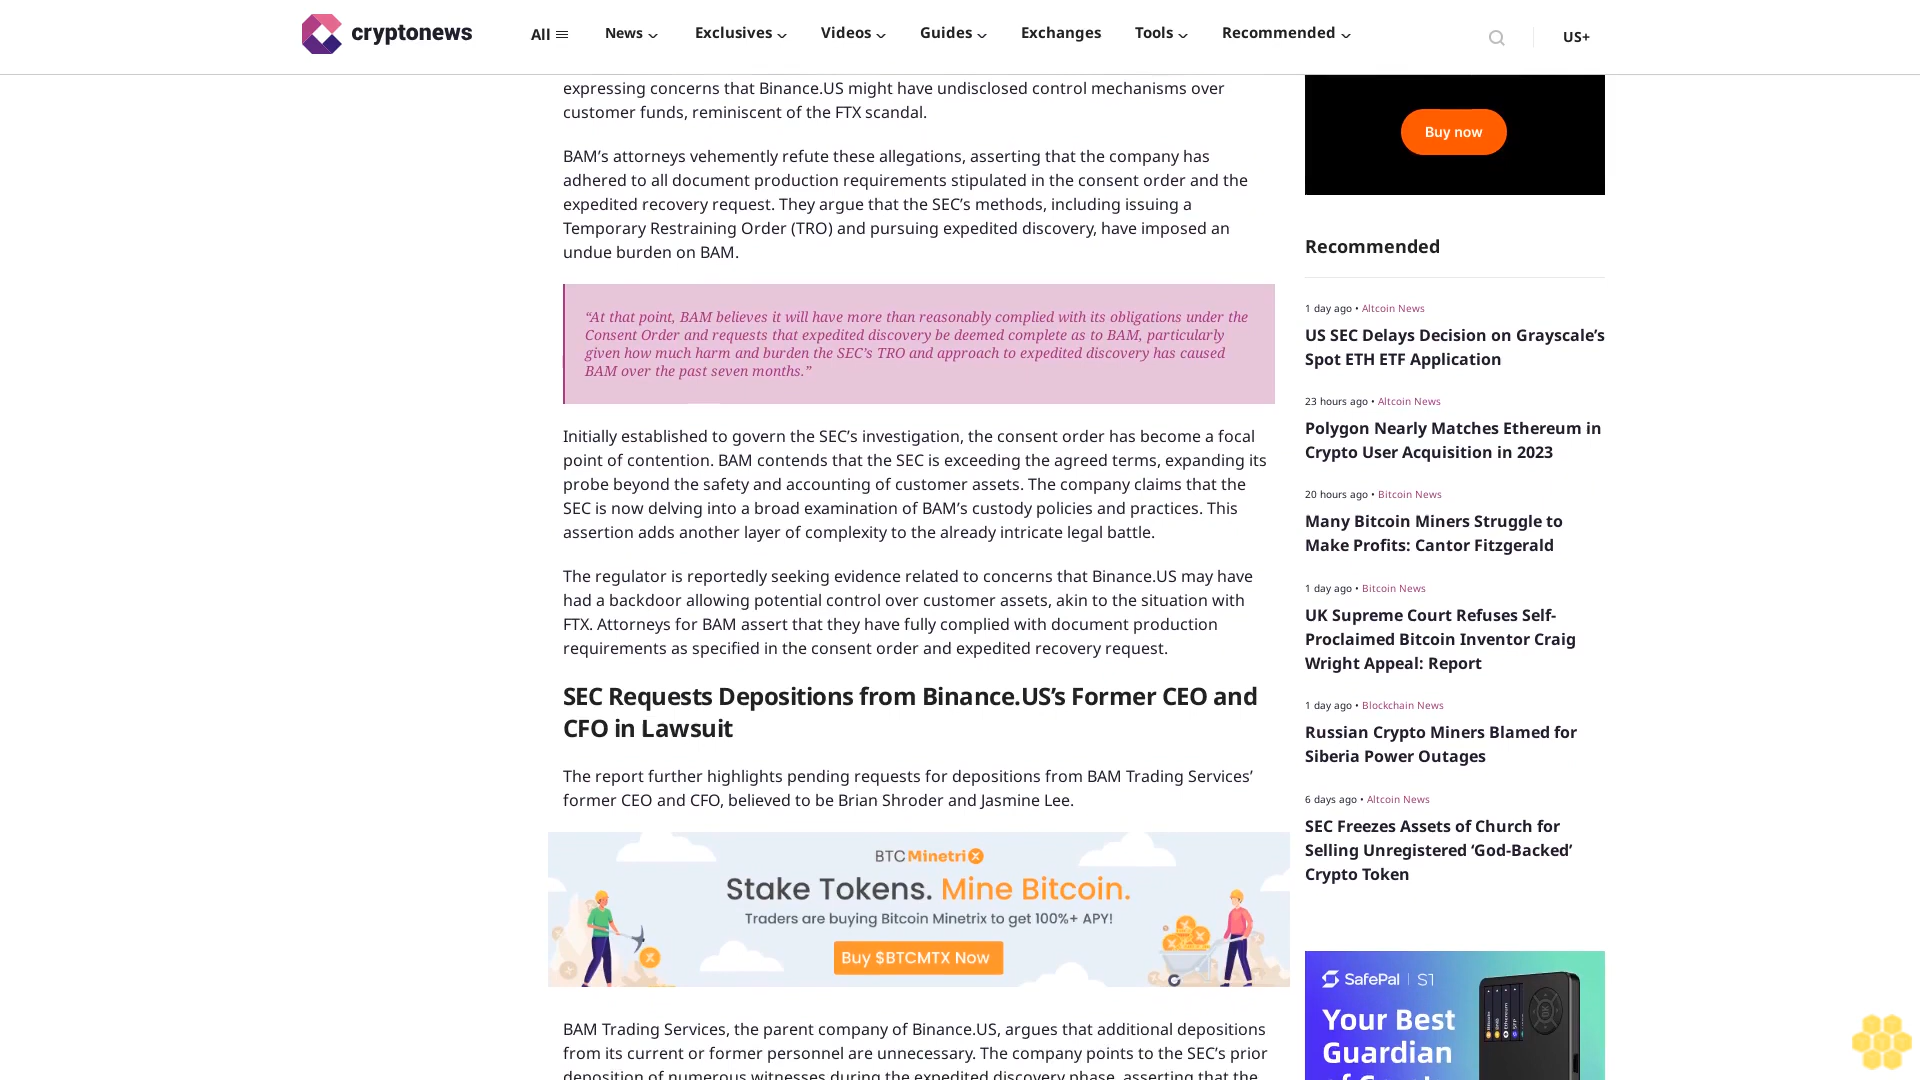 cryptonews
All
News
Exclusives
Videos
Guides
Exchanges
Tools
Recommended
US+
expressing concerns that Binance.US might have undisclosed control mechanisms over
customer funds, reminiscent of the FTX scandal.
BAM’s attorneys vehemently refute these allegations, asserting that the company has
adhered to all document production requirements stipulated in the consent order and the
expedited recovery request. They argue that the SEC’s methods, including issuing a
Temporary Restraining Order (TRO) and pursuing expedited discovery, have imposed an
undue burden on BAM.
“At that point, BAM believes it will have more than reasonably complied with its obligations under the
Consent Order and requests that expedited discovery be deemed complete as to BAM, particularly
given how much harm and burden the SEC’s TRO and approach to expedited discovery has caused
BAM over the past seven months.”
Initially established to govern the SEC’s investigation, the consent order has become a focal
point of contention. BAM contends that the SEC is exceeding the agreed terms, expanding its
probe beyond the safety and accounting of customer assets. The company claims that the
SEC is now delving into a broad examination of BAM’s custody policies and practices. This
assertion adds another layer of complexity to the already intricate legal battle.
The regulator is reportedly seeking evidence related to concerns that Binance.US may have
had a backdoor allowing potential control over customer assets, akin to the situation with
FTX. Attorneys for BAM assert that they have fully complied with document production
requirements as specified in the consent order and expedited recovery request.
SEC Requests Depositions from Binance.US’s Former CEO and
CFO in Lawsuit
The report further highlights pending requests for depositions from BAM Trading Services’
former CEO and CFO, believed to be Brian Shroder and Jasmine Lee.
BTC Minetrix
Stake Tokens. Mine Bitcoin.
Traders are buying Bitcoin Minetrix to get 100%+ APY!
Buy $BTCMTX Now
BAM Trading Services, the parent company of Binance.US, argues that additional depositions
from its current or former personnel are unnecessary. The company points to the SEC’s prior
deposition of numerous witnesses during the expedited discovery phase, asserting that the
Buy now
Recommended
1 day ago • Altcoin News
US SEC Delays Decision on Grayscale’s
Spot ETH ETF Application
23 hours ago • Altcoin News
Polygon Nearly Matches Ethereum in
Crypto User Acquisition in 2023
20 hours ago • Bitcoin News
Many Bitcoin Miners Struggle to
Make Profits: Cantor Fitzgerald
1 day ago • Bitcoin News
UK Supreme Court Refuses Self-
Proclaimed Bitcoin Inventor Craig
Wright Appeal: Report
1 day ago • Blockchain News
Russian Crypto Miners Blamed for
Siberia Power Outages
6 days ago • Altcoin News
SEC Freezes Assets of Church for
Selling Unregistered ‘God-Backed’
Crypto Token
SafePal | S1
Your Best
Guardian